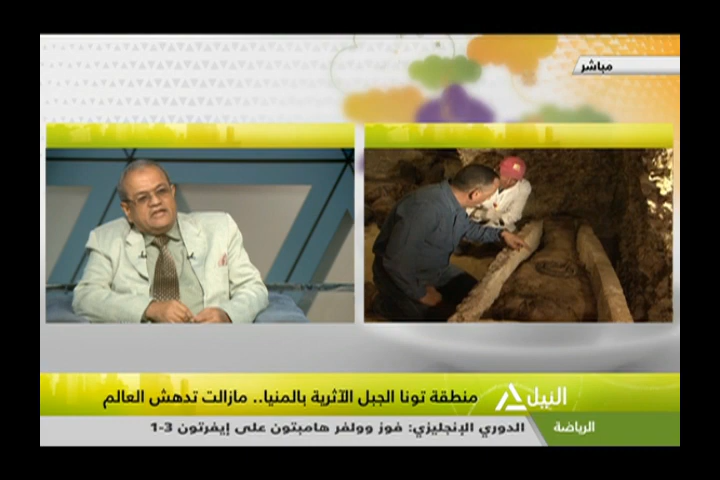 مباشر
منطقة تونا الجبل الآثرية بالمنيا.. مازالت تدهش العالم
النيل
الرياضة
الدوري الإنجليزي: فوز وولفر هامبتون على إيفرتون 3-1